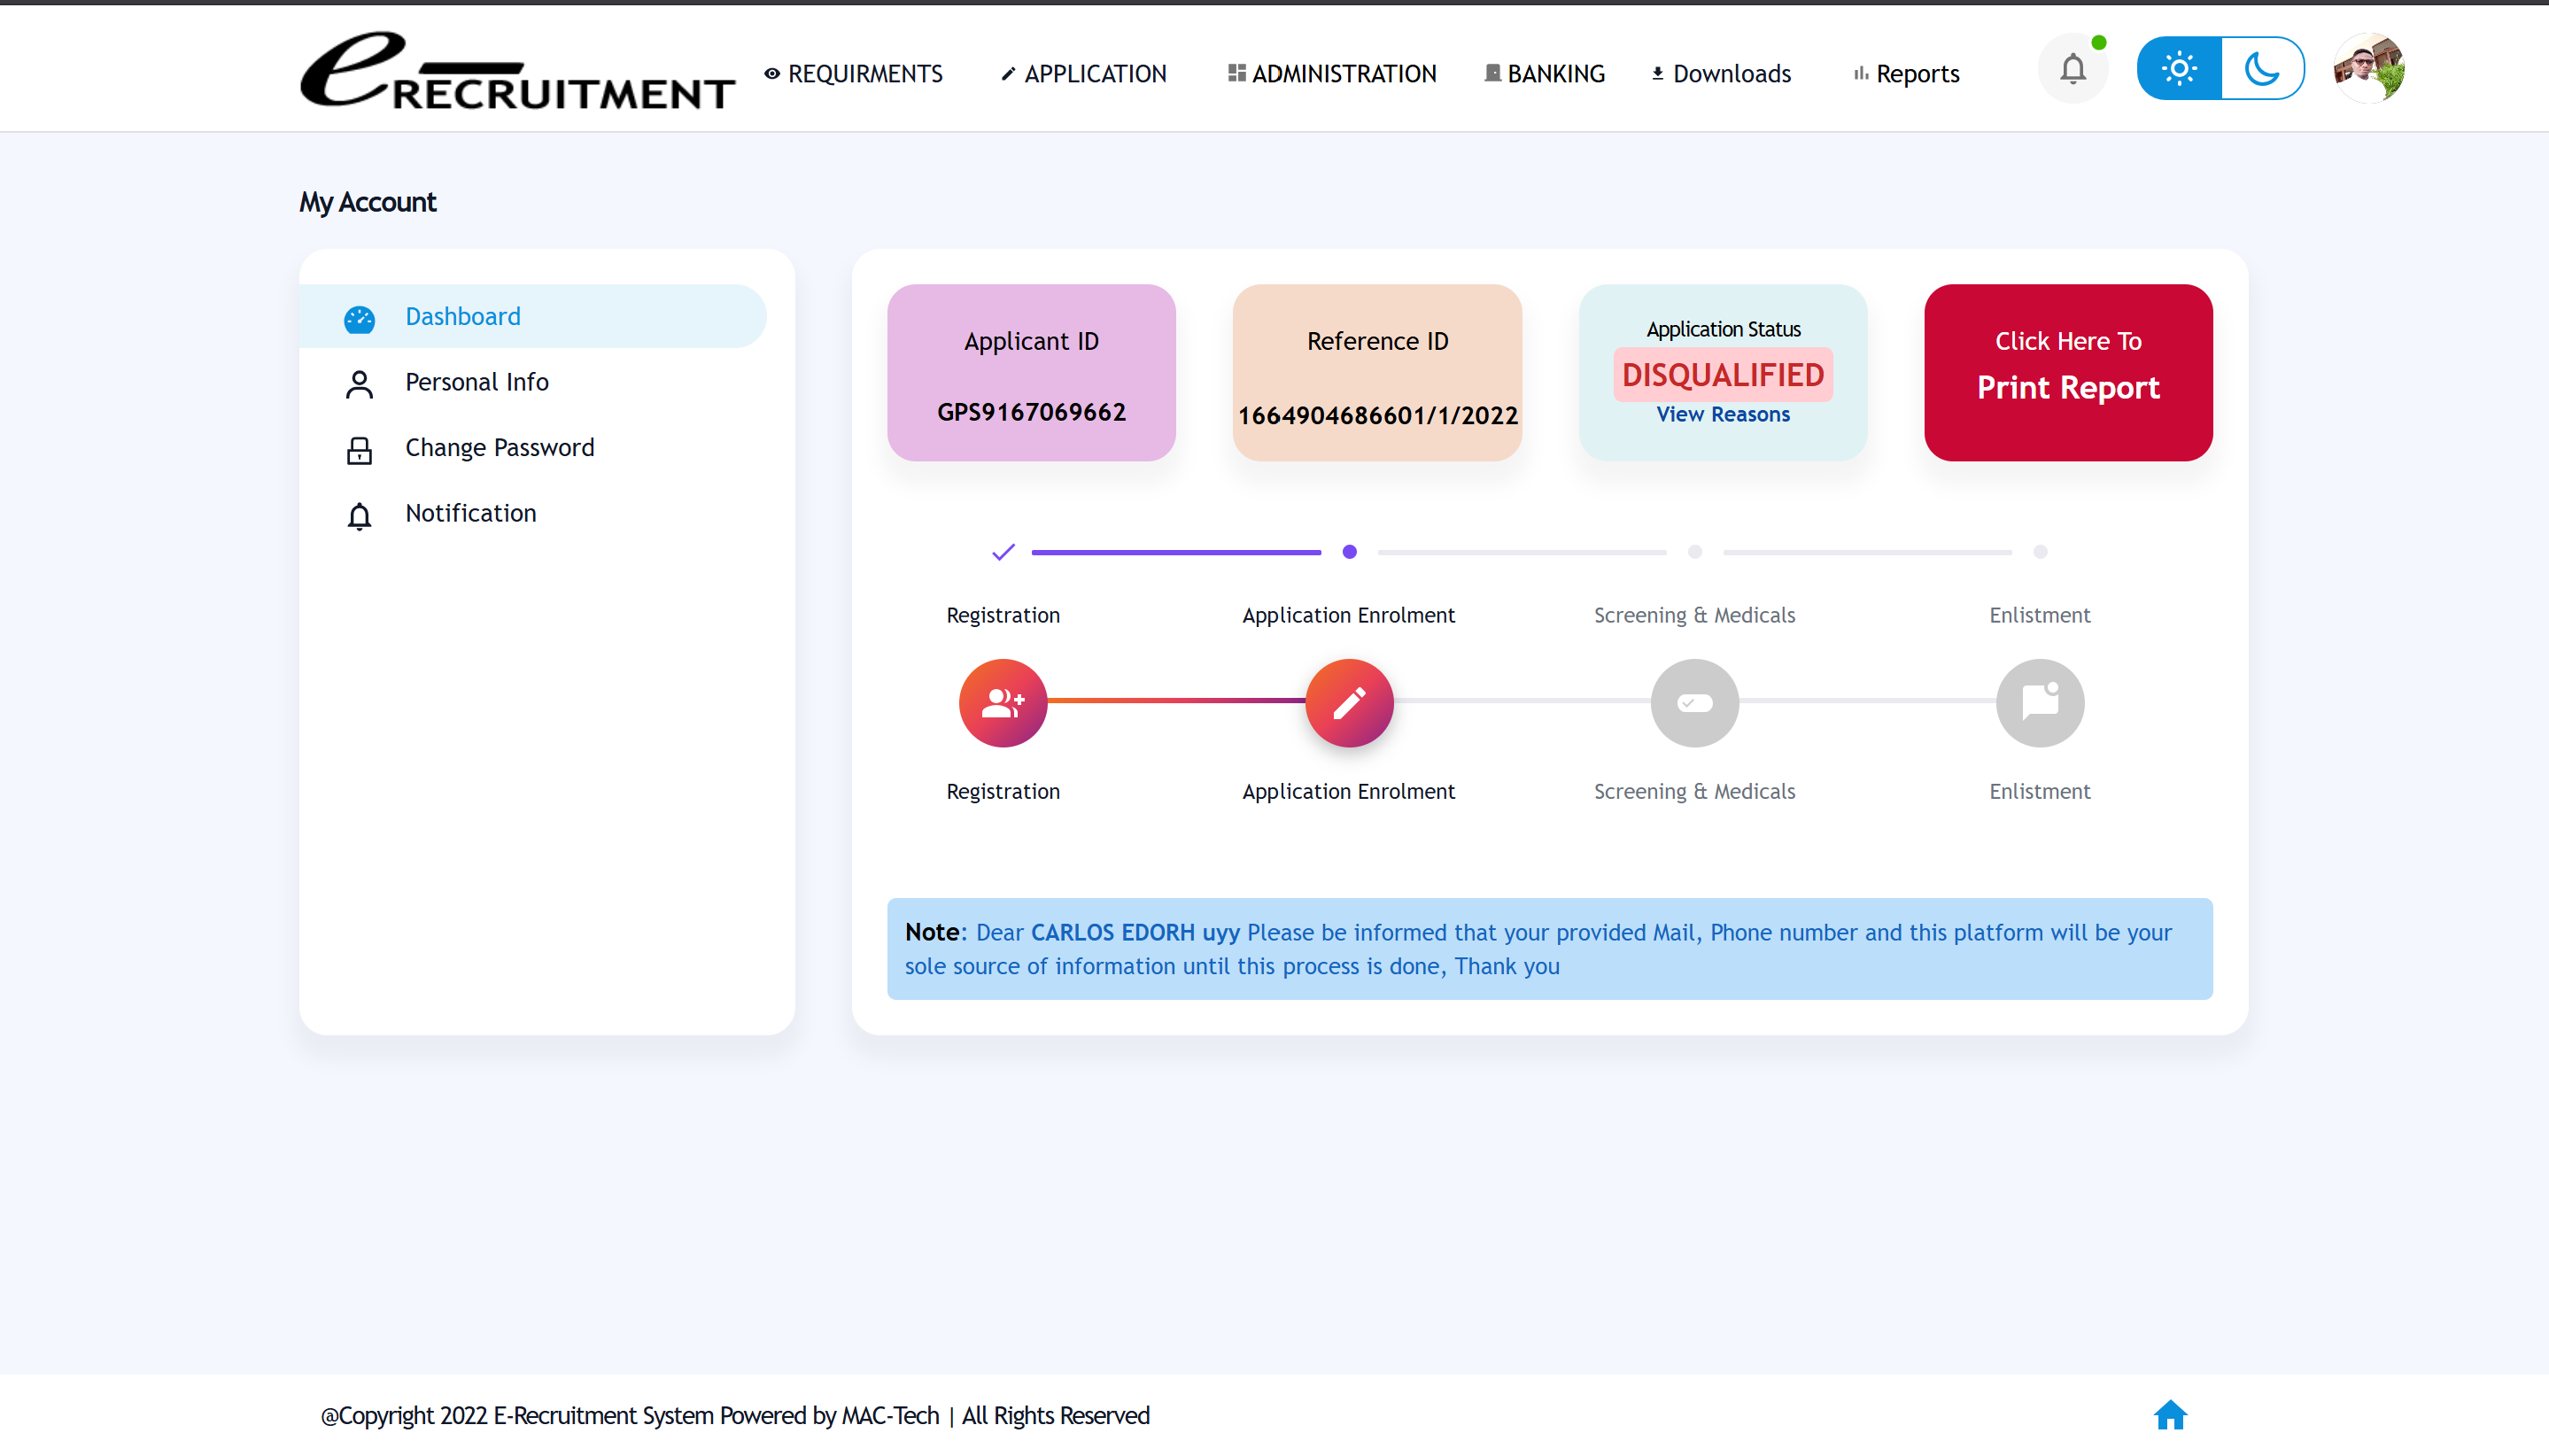 eRECRUITMENT
REQUIRMENTS
APPLICATION
ADMINISTRATION
BANKING
Downloads
Reports
My Account
Dashboard
Personal Info
Change Password
Notification
Applicant ID
GPS9167069662
Reference ID
1664904686601/1/2022
Application Status
DISQUALIFIED
View Reasons
Click Here To
Print Report
Registration
Application Enrolment
Screening & Medicals
Enlistment
Registration
Application Enrolment
Screening & Medicals
Enlistment
Note: Dear CARLOS EDORH uyy Please be informed that your provided Mail, Phone number and this platform will be your
sole source of information until this process is done, Thank you
@Copyright 2022 E-Recruitment System Powered by MAC-Tech | All Rights Reserved